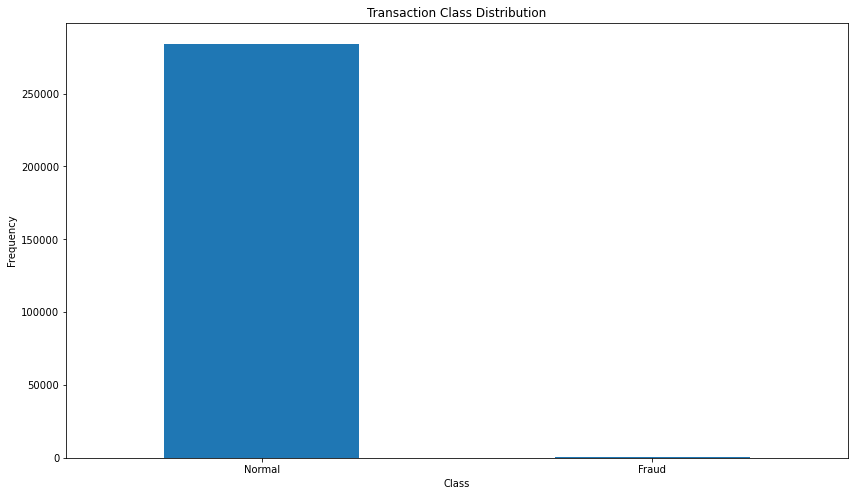 Transaction Class Distribution
250000
200000
150000
100000
50000
0
Frequency
Normal
Fraud
Class